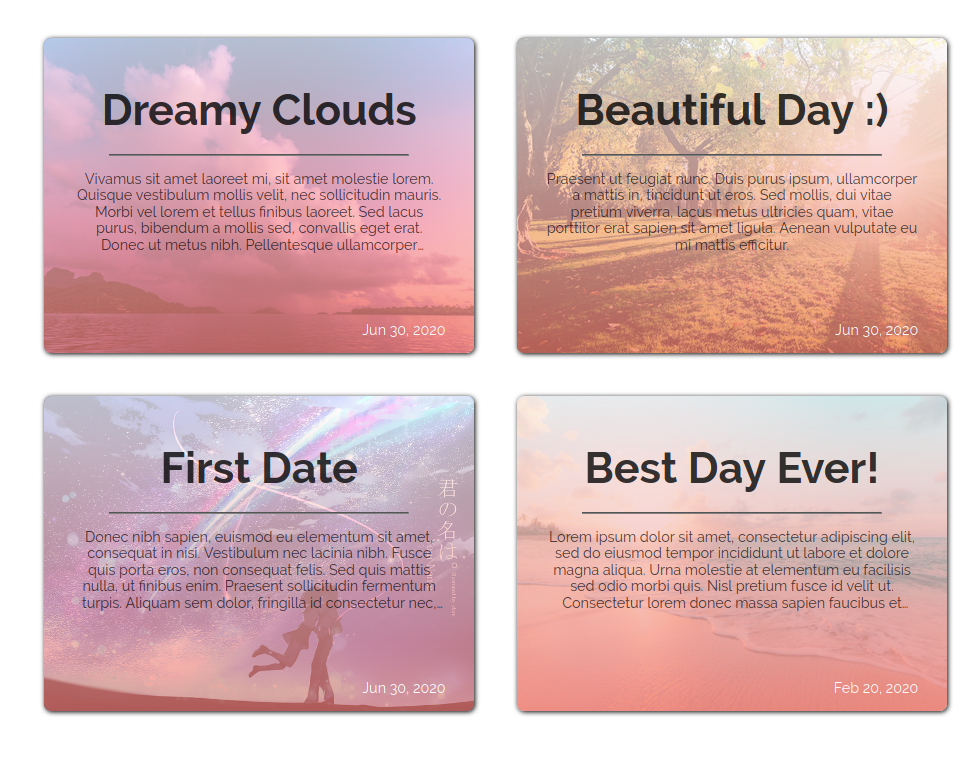 Dreamy Clouds
Vivamus sit amet laoreet mi, sit amet molestie lorem.
Quisque vestibulum mollis velit, nec sollicitudin mauris.
Morbi vel lorem et tellus finibus laoreet. Sed lacus
purus, bibendum a mollis sed, convallis eget erat.
Donec ut metus nibh. Pellentesque ullamcorper...
Jun 30, 2020
Beautiful Day :)
Praesent ut feugiat nunc. Duis purus ipsum, ullamcorper
a mattis in, tincidunt ut eros. Sed mollis, dui vitae
pretium viverra, lacus metus ultricies quam, vitae
porttitor erat sapien sit amet ligula. Aenean vulputate eu
mi mattis efficitur.
Jun 30, 2020
First Date
Donec nibh sapien, euismod eu elementum sit amet,
consequat in nisi. Vestibulum nec lacinia nibh. Fusce
quis porta eros, non consequat felis. Sed quis mattis
nulla, ut finibus enim. Praesent sollicitudin fermentum
turpis. Aliquam sem dolor, fringilla id consectetur nec,...
君の名は
Jun 30, 2020
Best Day Ever!
Lorem ipsum dolor sit amet, consectetur adipiscing elit,
sed do eiusmod tempor incididunt ut labore et dolore
magna aliqua. Urna molestie at elementum eu facilisis
sed odio morbi quis. Nisl pretium fusce id velit ut.
Consectetur lorem donec massa sapien faucibus et...
Feb 20, 2020